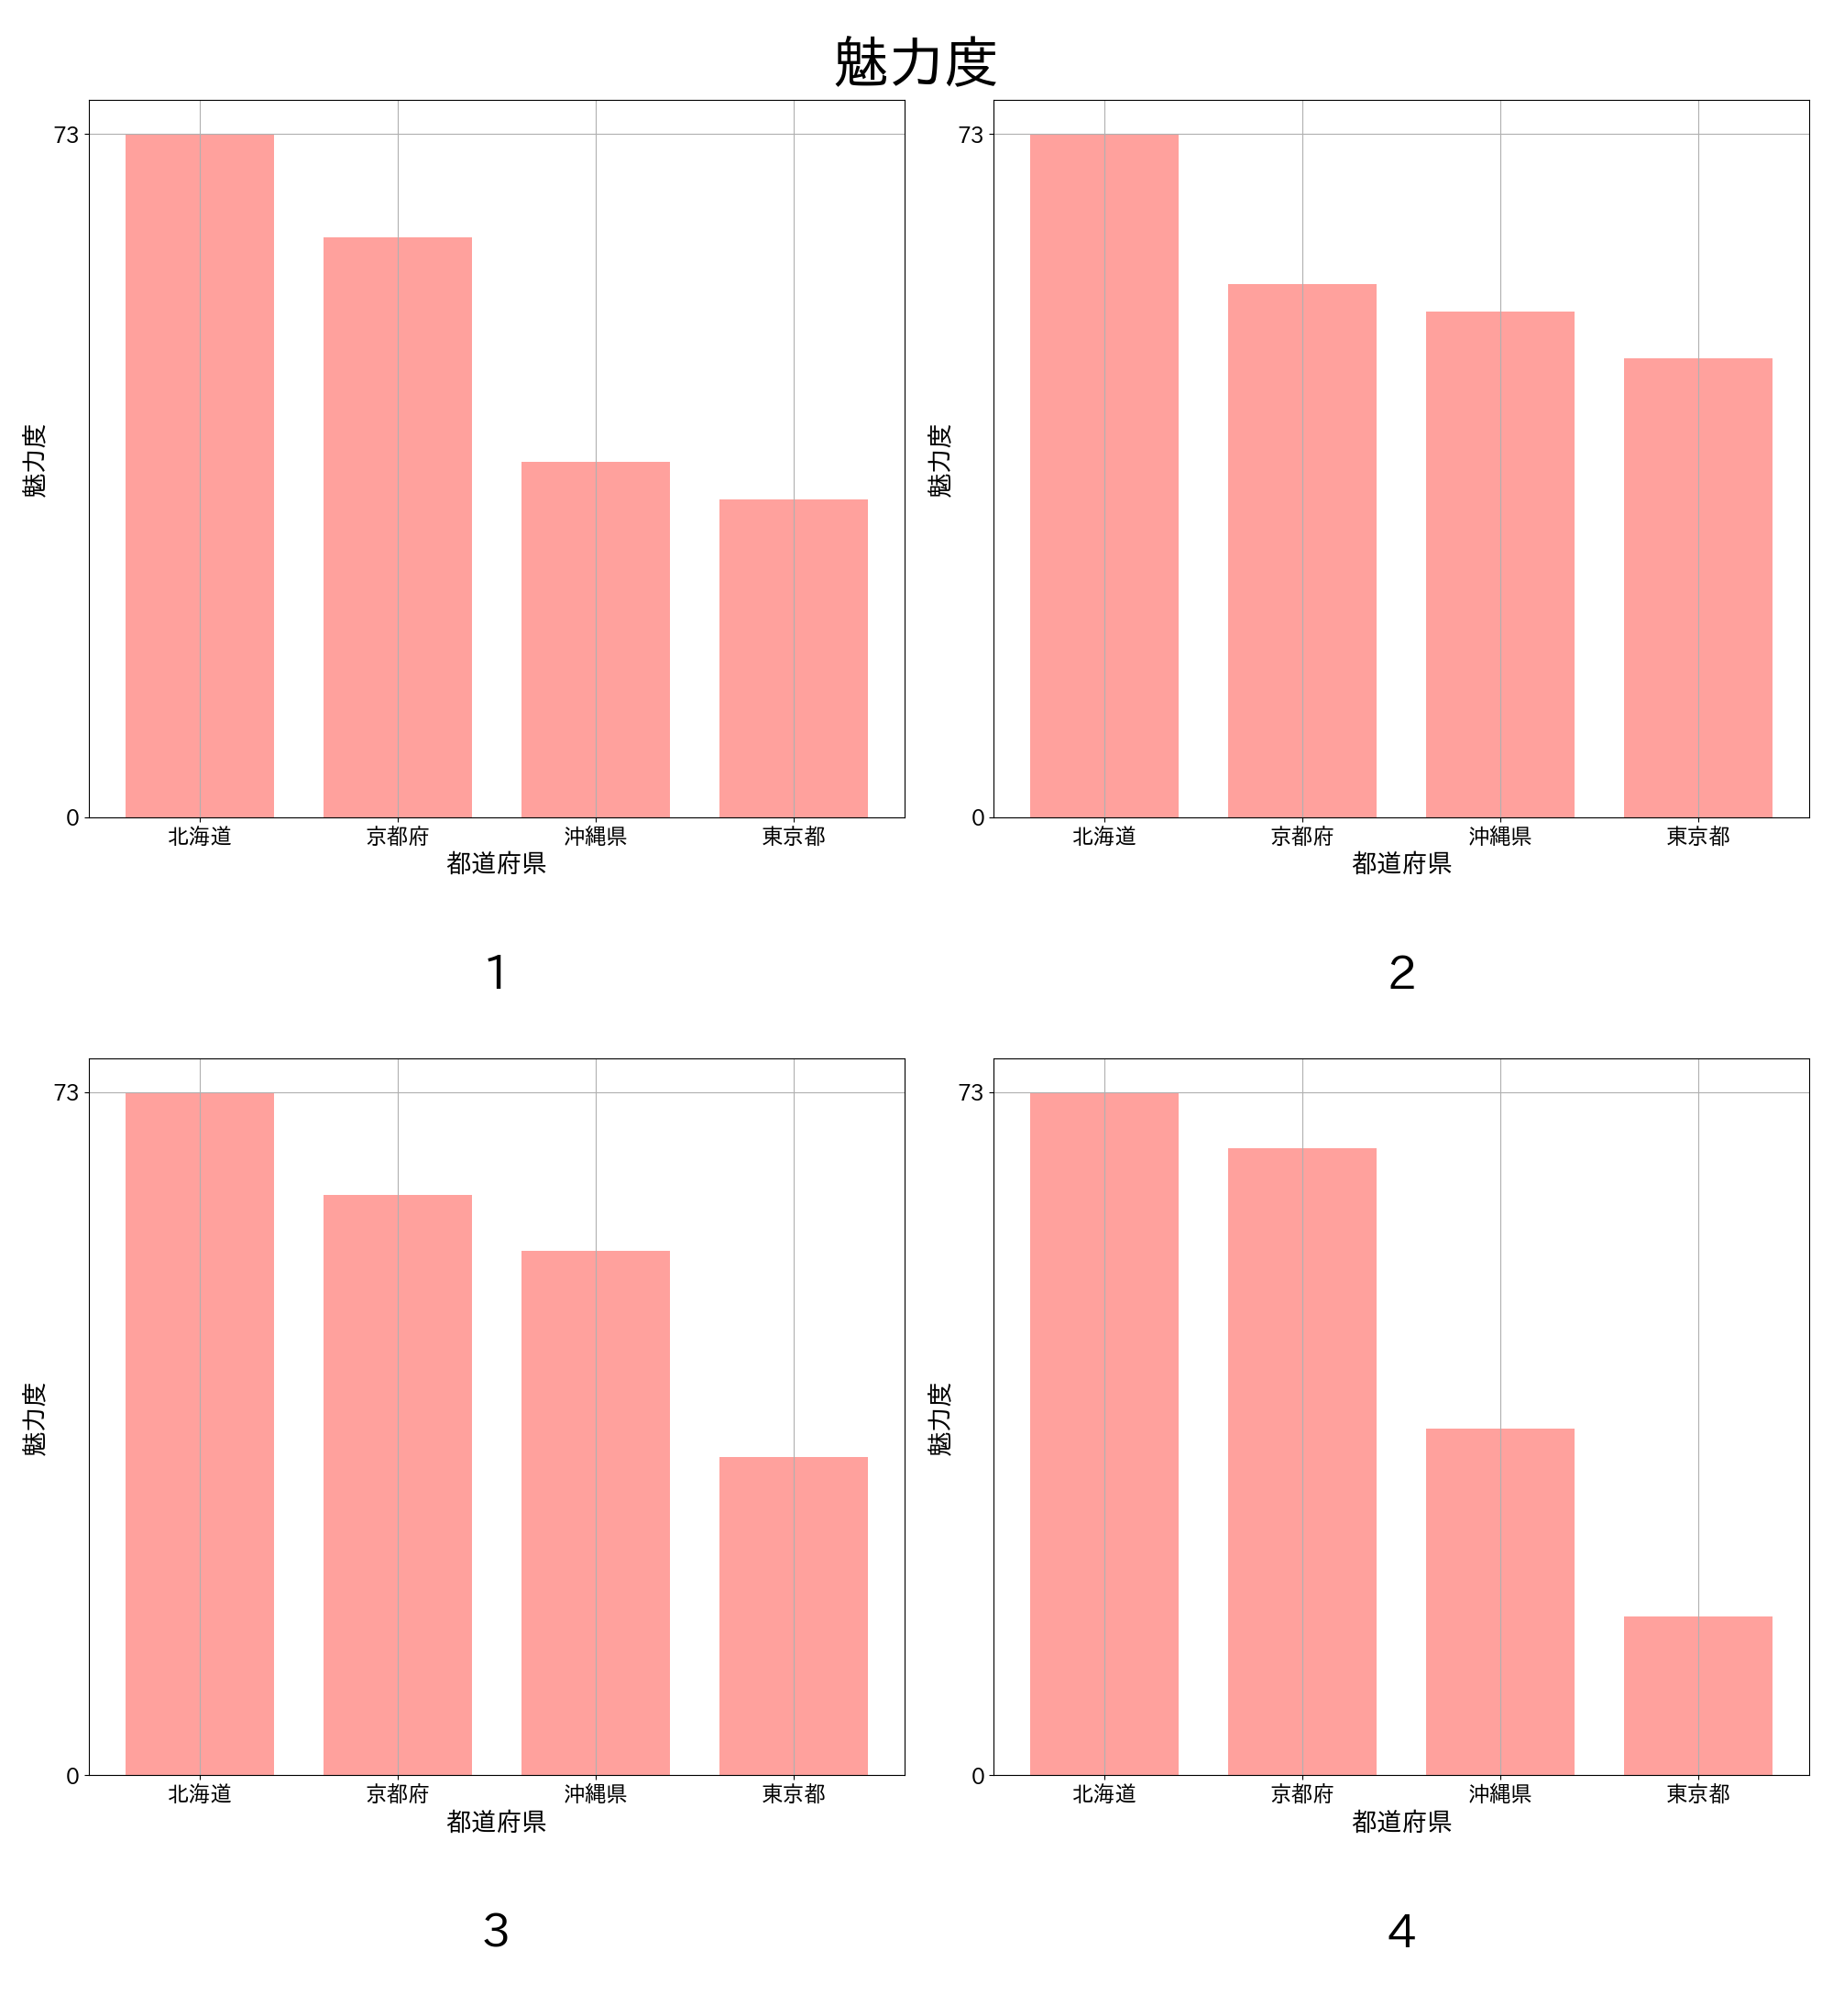 魅力度
73
0
魅力度
北海道 京都府 沖縄県 東京都
都道府県
1
73
0
魅力度
北海道 京都府 沖縄県 東京都
都道府県
2
73
0
魅力度
北海道 京都府 沖縄県 東京都
都道府県
3
73
0
魅力度
北海道 京都府 沖縄県 東京都
都道府県
4